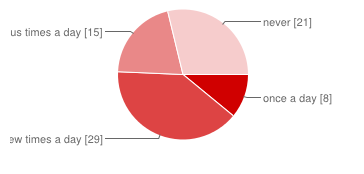 never [21]
us times a day [15]
once a day [8]
ew times a day [29]